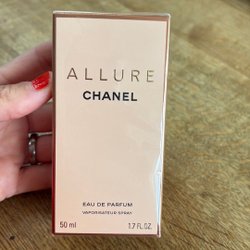 ALLURE
CHANEL
EAU DE PARFUM
VAPORISATEUR SPRAY
50 ml 1.7 FL.OZ.